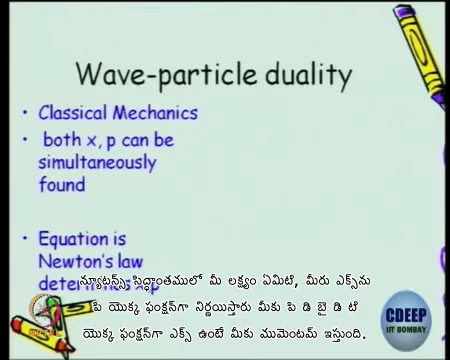 Wave-particle duality
• Classical Mechanics
• both x, p can be
simultaneously
found
• Equation is
Newton's law
న్యూటన్స్ సిద్ధాంతములో మీ లక్ష్యం ఏమిటి, మీరు ఎక్స్‌ను
పి యొక్క ఫంక్షన్‌గా నిర్ణయిస్తారు మీకు పి డి బై డి టి
యొక్క ఫంక్షన్‌గా ఎక్స్ ఉంటే మీకు మొమెంటమ్ ఇస్తుంది.
CDEEP
IIT BOMBAY